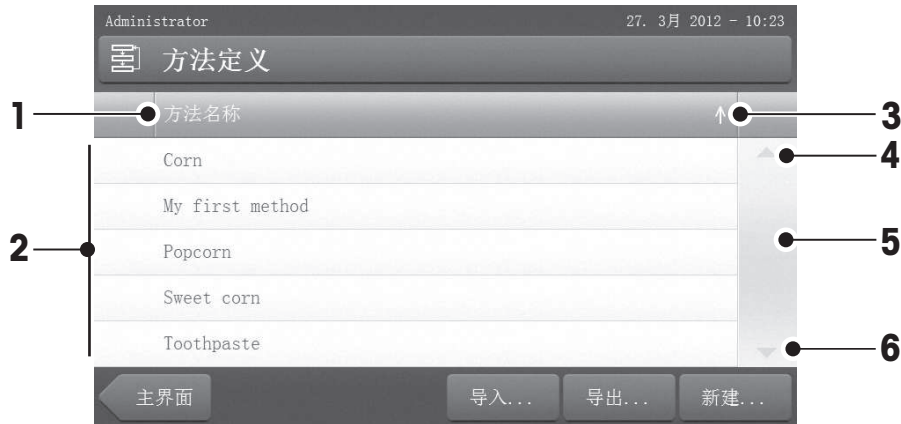 Administrator 27. 3月 2012 - 10:23
方法定义
1 方法名称 3
4
Corn
My first method
2 Popcorn 5
Sweet corn
Toothpaste 6
主界面 导入... 导出... 新建...